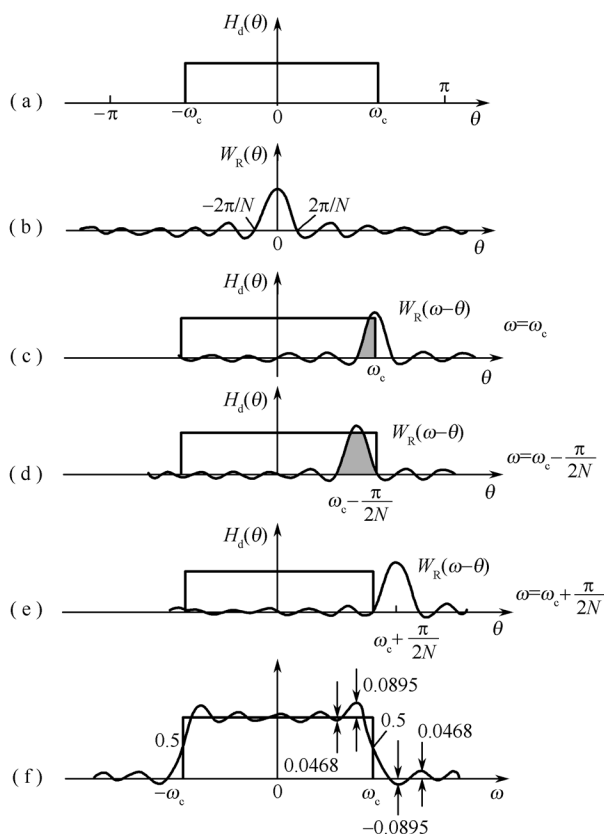 H_d(θ)
(a)
−π
−ω_c
0
ω_c
π
θ
W_R(θ)
−2π/N
2π/N
(b)
0
θ
H_d(θ)
W_R(ω−θ)
ω=ω_c
(c)
ω_c
θ
H_d(θ)
W_R(ω−θ)
(d)
ω=ω_c−π/2N
θ
ω_c−π/2N
H_d(θ)
W_R(ω−θ)
(e)
ω=ω_c+π/2N
θ
ω_c+π/2N
0.0895
0.5
0.5
0.0468
0.0468
(f)
−ω_c
0
ω_c
ω
−0.0895